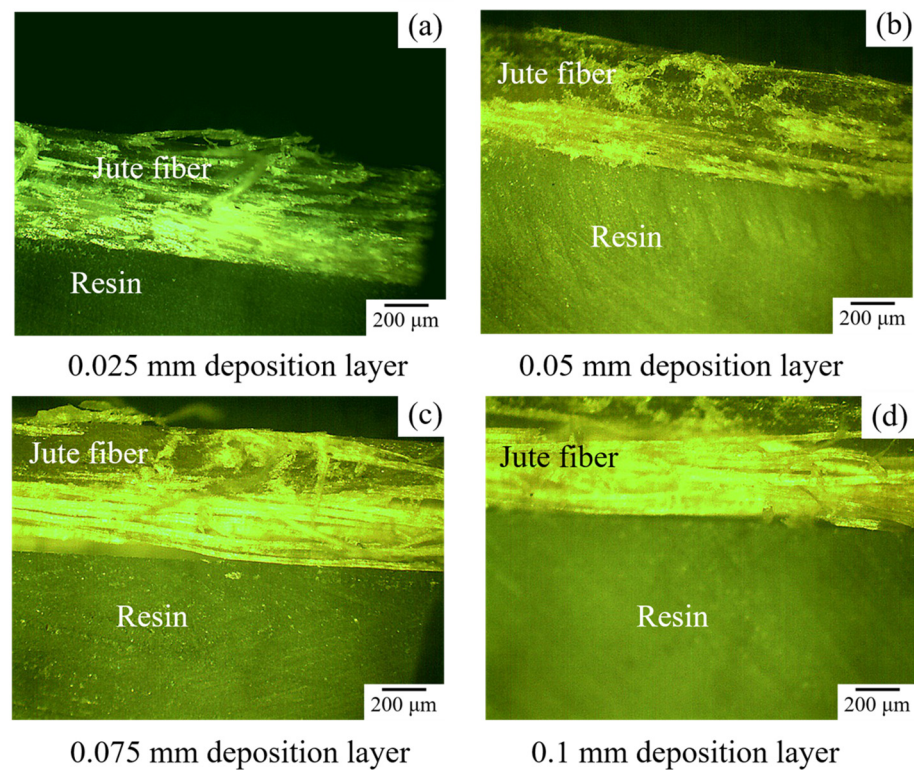 (a)
Jute fiber
Resin
200 μm
0.025 mm deposition layer
(b)
Jute fiber
Resin
200 μm
0.05 mm deposition layer
(c)
Jute fiber
Resin
200 μm
0.075 mm deposition layer
(d)
Jute fiber
Resin
200 μm
0.1 mm deposition layer